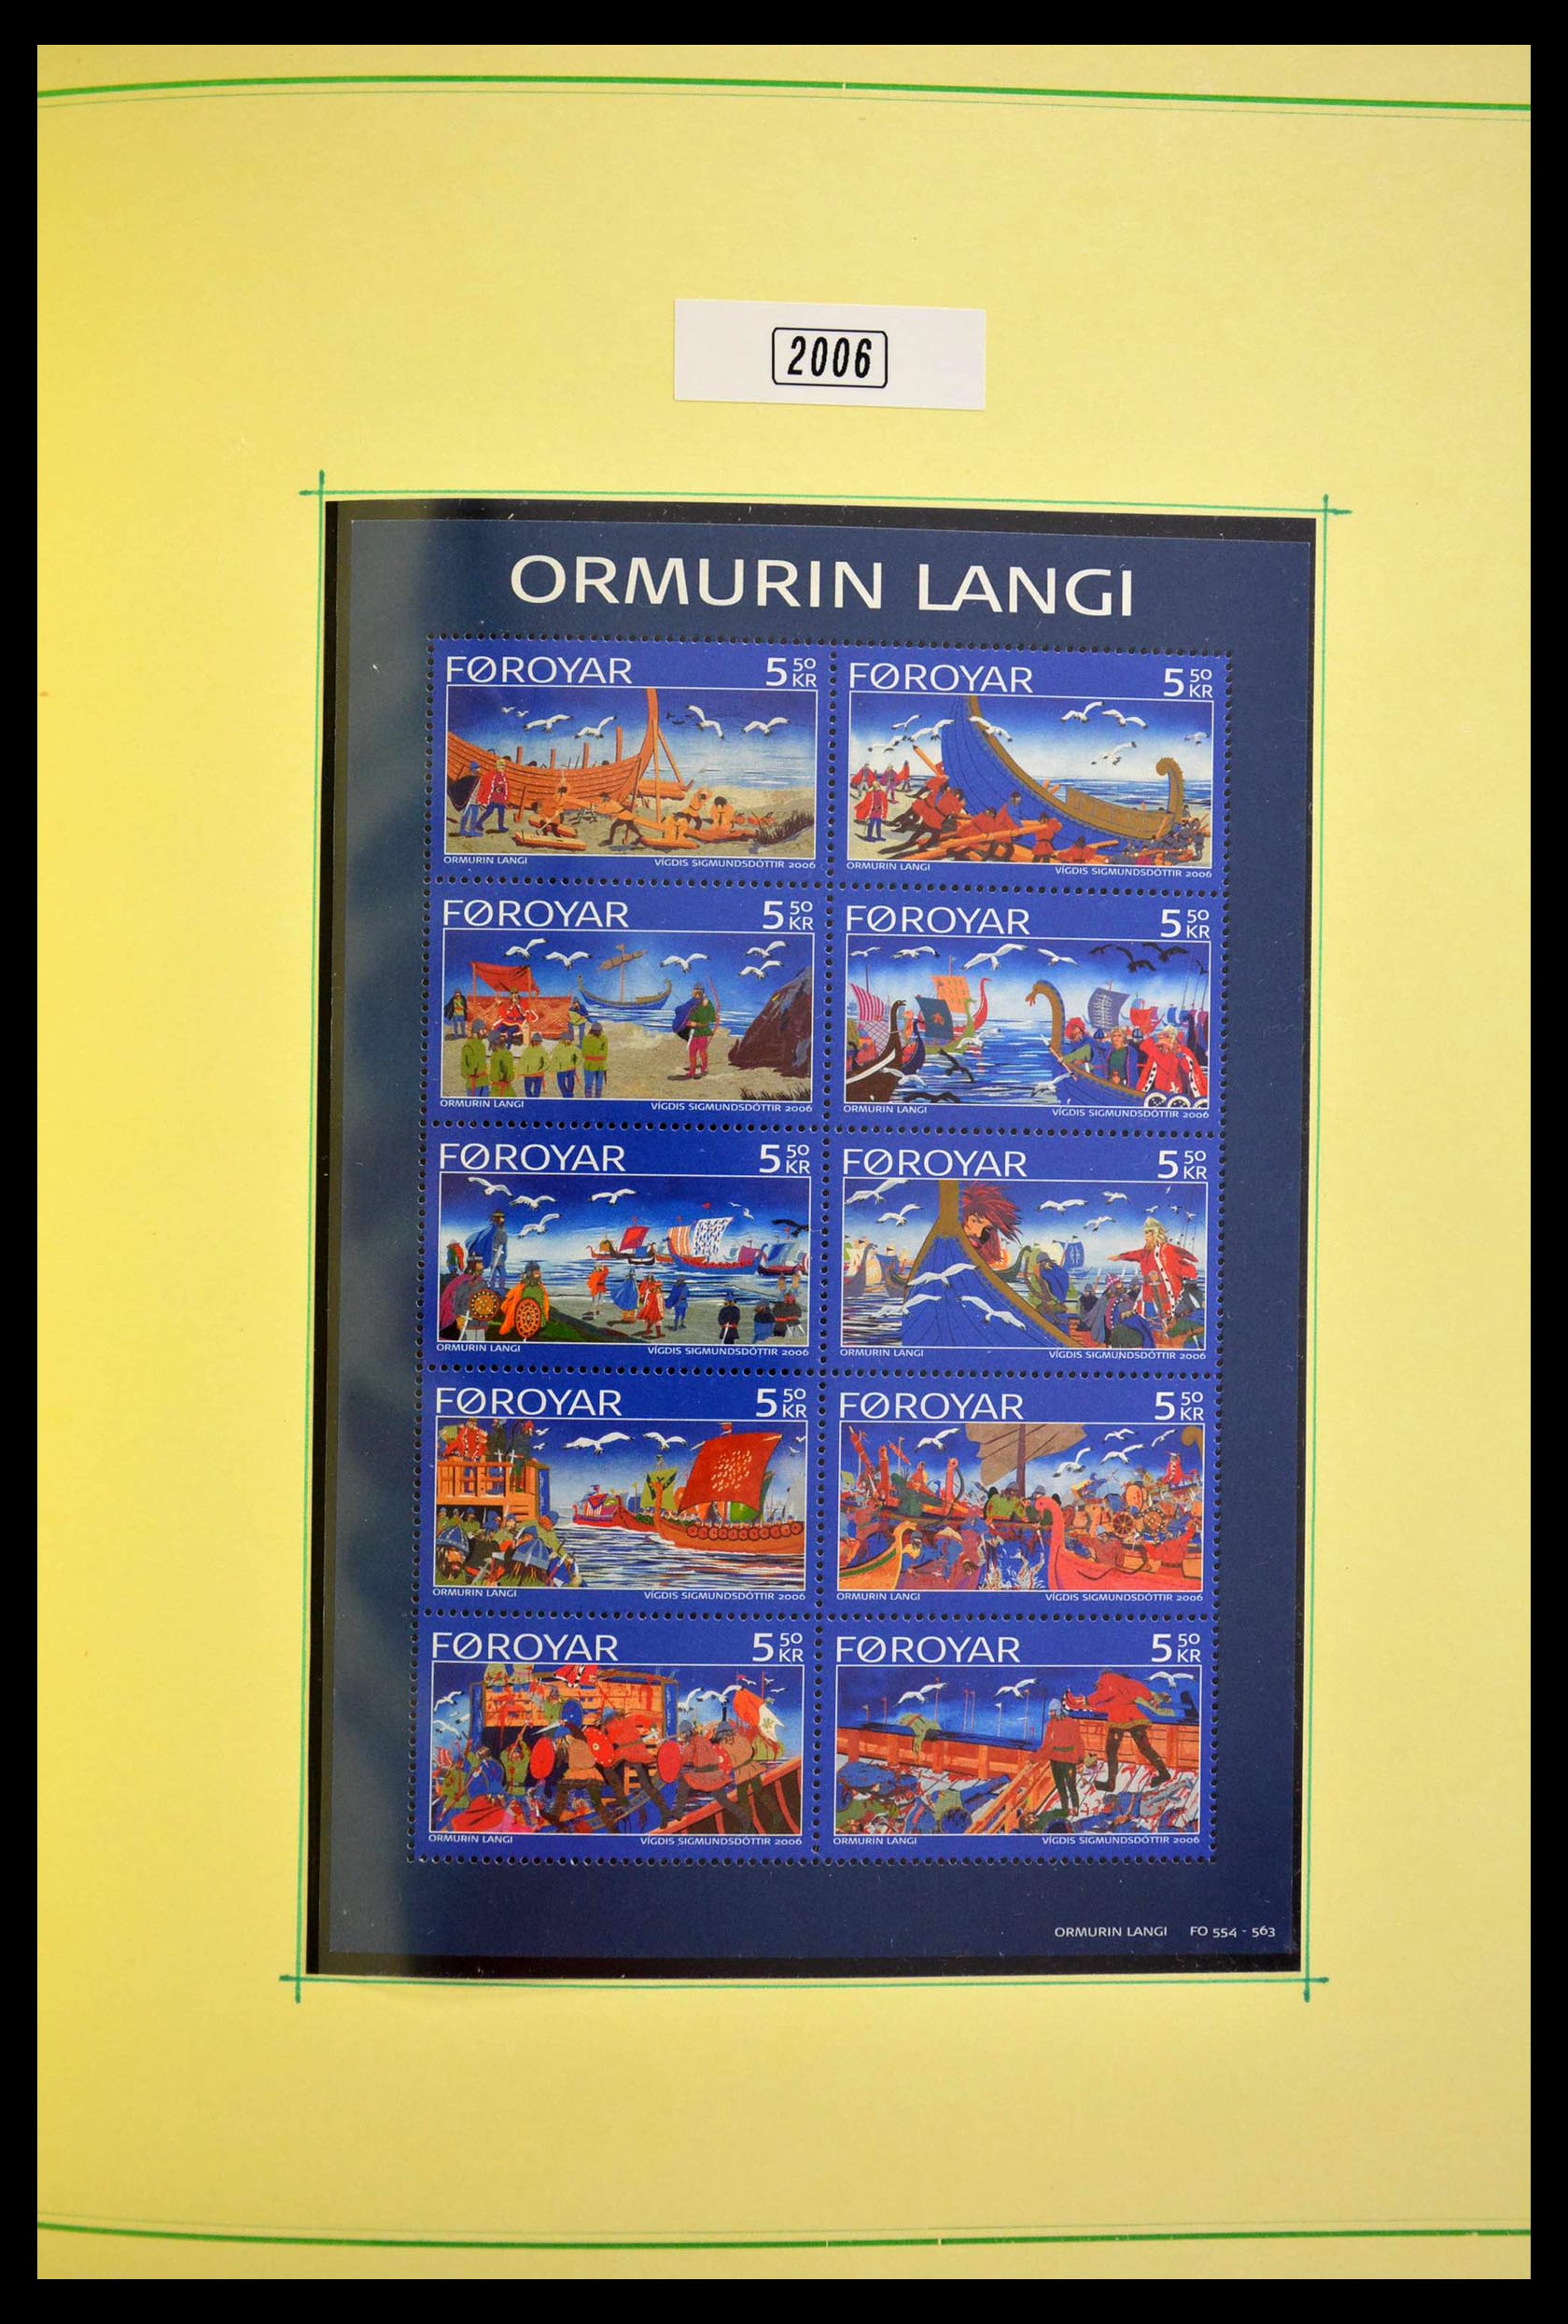 2006
ORMURIN LANGI
FØROYAR 5 50 KR
ORMURIN LANGI VÍGDIS SIGMUNDSDÓTTIR 2006
FØROYAR 5 50 KR
ORMURIN LANGI VÍGDIS SIGMUNDSDÓTTIR 2006
FØROYAR 5 50 KR
ORMURIN LANGI VÍGDIS SIGMUNDSDÓTTIR 2006
FØROYAR 5 50 KR
ORMURIN LANGI VÍGDIS SIGMUNDSDÓTTIR 2006
FØROYAR 5 50 KR
ORMURIN LANGI VÍGDIS SIGMUNDSDÓTTIR 2006
FØROYAR 5 50 KR
ORMURIN LANGI VÍGDIS SIGMUNDSDÓTTIR 2006
FØROYAR 5 50 KR
ORMURIN LANGI VÍGDIS SIGMUNDSDÓTTIR 2006
FØROYAR 5 50 KR
ORMURIN LANGI VÍGDIS SIGMUNDSDÓTTIR 2006
FØROYAR 5 50 KR
ORMURIN LANGI VÍGDIS SIGMUNDSDÓTTIR 2006
FØROYAR 5 50 KR
ORMURIN LANGI VÍGDIS SIGMUNDSDÓTTIR 2006
ORMURIN LANGI FO 554 - 563